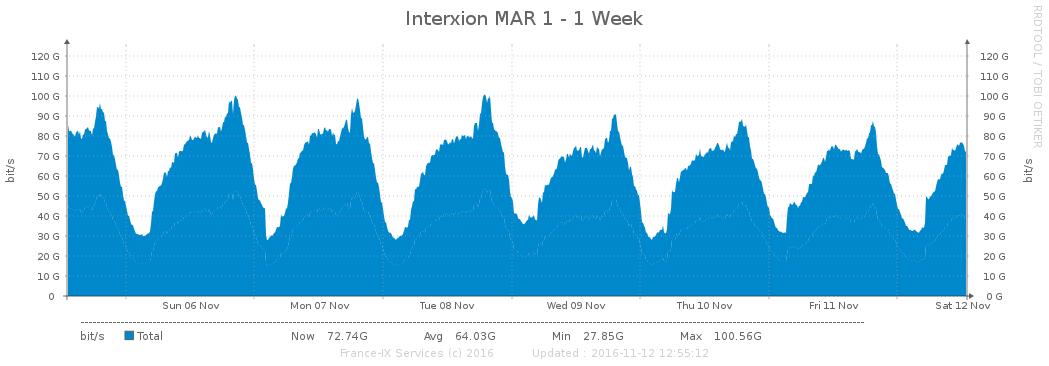 Interxion MAR 1 - 1 Week
RRDTOOL / TOBI OETIKER
bit/s
120 G 120 G
110 G 110 G
100 G 100 G
90 G 90 G
80 G 80 G
70 G 70 G
60 G 60 G
50 G 50 G
40 G 40 G
30 G 30 G
20 G 20 G
10 G 10 G
0 0 G
bit/s
Sun 06 Nov Mon 07 Nov Tue 08 Nov Wed 09 Nov Thu 10 Nov Fri 11 Nov Sat 12 Nov
bit/s Total Now 72.74G Avg 64.03G Min 27.85G Max 100.56G
France-IX Services (c) 2016 Updated : 2016-11-12 12:55:12